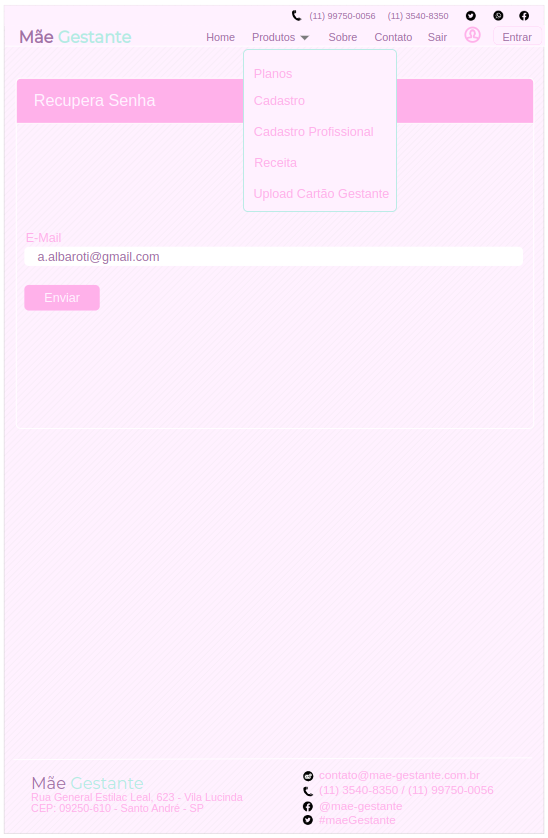 (11) 99750-0056 (11) 3540-8350
Mãe Gestante
Home Produtos Sobre Contato Sair Entrar
Planos
Recupera Senha
Cadastro
Cadastro Profissional
Receita
Upload Cartão Gestante
E-Mail
a.albaroti@gmail.com
Enviar
Mãe Gestante
Rua General Estilac Leal, 623 - Vila Lucinda
CEP: 09250-610 - Santo André - SP
contato@mae-gestante.com.br
(11) 3540-8350 / (11) 99750-0056
@mae-gestante
#maeGestante